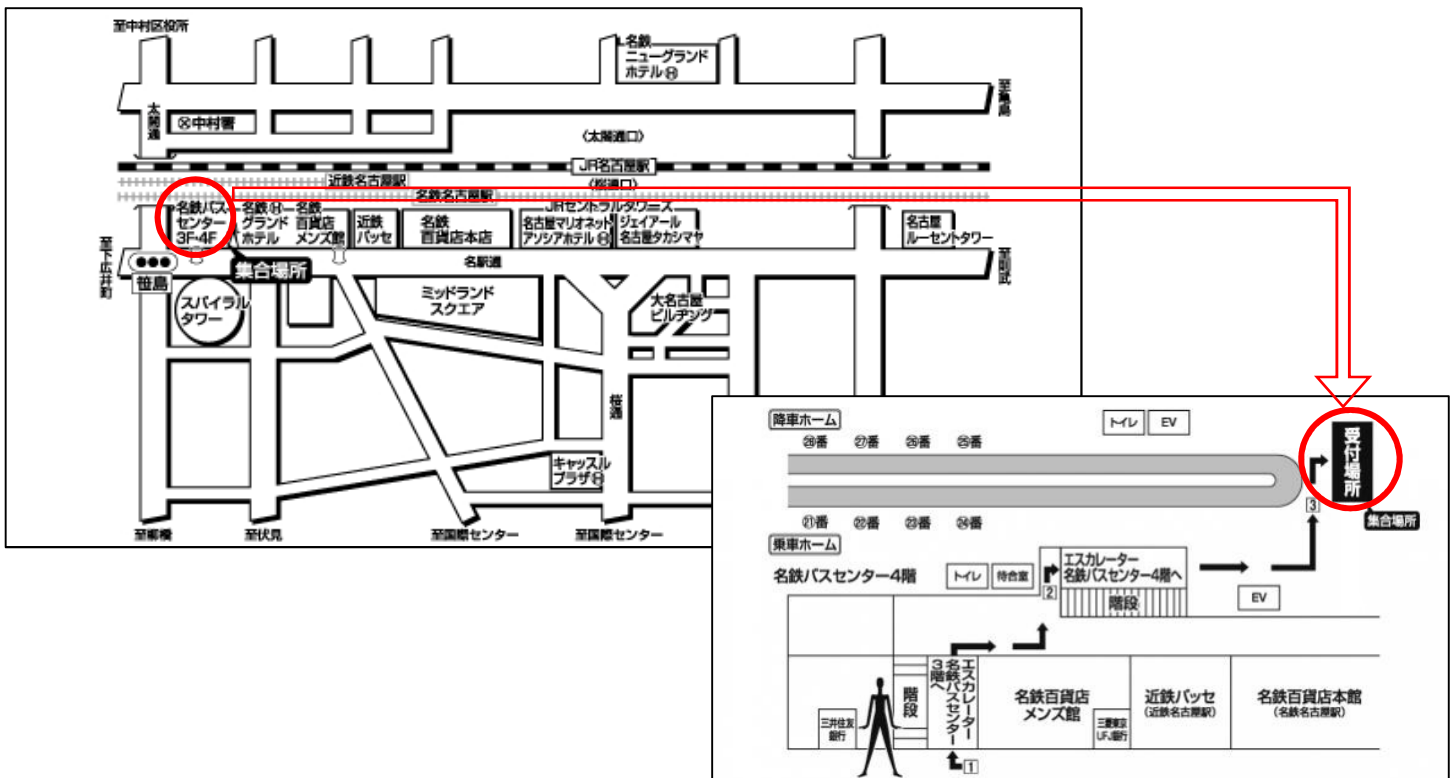 至中村区役所
名鉄
ニューグランド
ホテルⒽ
太閤通
⊗中村署
至亀島
〈太閤通口〉
JR名古屋駅
近鉄名古屋駅
〈桜通口〉
名鉄名古屋駅
名鉄バス
センター
3F・4F
名鉄Ⓗ
グランド
ホテル
名鉄
百貨店
メンズ館
近鉄
パッセ
名鉄
百貨店本店
JRセントラルタワーズ
名古屋マリオネット
アソシアホテルⒽ
ジェイアール
名古屋タカシマヤ
名古屋
ルーセントタワー
至下広井町
集合場所
名駅通
至則武
笹島
スパイラル
タワー
ミッドランド
スクエア
大名古屋
ビルヂング
桜通
キャッスル
プラザⒽ
至柳橋
至伏見
至国際センター
至国際センター
降車ホーム
トイレ
EV
㉘番
㉗番
㉖番
㉕番
受付場所
3
集合場所
㉑番
㉒番
㉓番
㉔番
乗車ホーム
名鉄バスセンター4階
トイレ
待合室
2
エスカレーター
名鉄バスセンター4階へ
階段
EV
三井住友
銀行
階段
エスカレーター
名鉄バスセンター
3階へ
1
名鉄百貨店
メンズ館
三菱東京
UFJ銀行
近鉄パッセ
(近鉄名古屋駅)
名鉄百貨店本館
(名鉄名古屋駅)